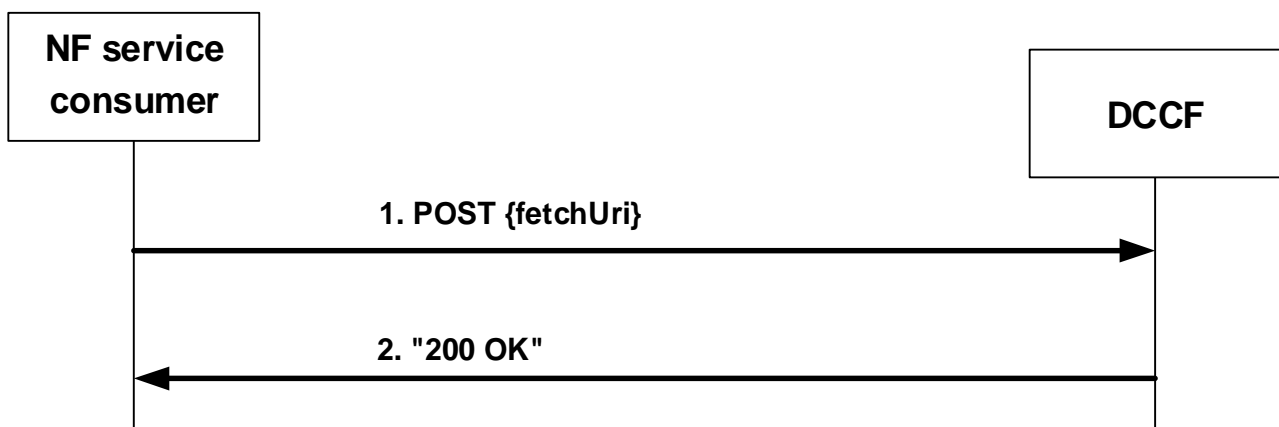 NF service
consumer
DCCF
1. POST {fetchUri}
2. "200 OK"